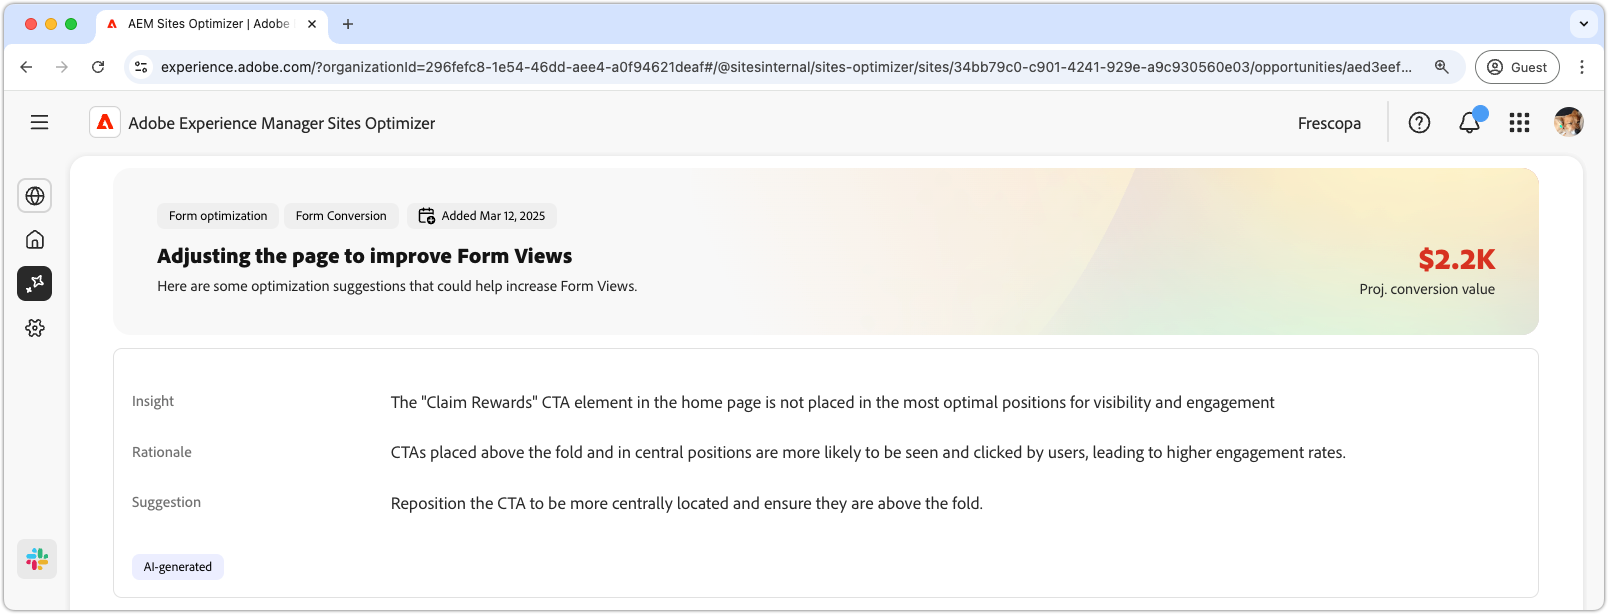 AEM Sites Optimizer | Adobe
experience.adobe.com/?organizationId=296fefc8-1e54-46dd-aee4-a0f94621deaf#/@sitesinternal/sites-optimizer/sites/34bb79c0-c901-4241-929e-a9c930560e03/opportunities/aed3eef...
Guest
Adobe Experience Manager Sites Optimizer
Frescopa
Form optimization
Form Conversion
Added Mar 12, 2025
Adjusting the page to improve Form Views
Here are some optimization suggestions that could help increase Form Views.
$2.2K
Proj. conversion value
Insight
The "Claim Rewards" CTA element in the home page is not placed in the most optimal positions for visibility and engagement
Rationale
CTAs placed above the fold and in central positions are more likely to be seen and clicked by users, leading to higher engagement rates.
Suggestion
Reposition the CTA to be more centrally located and ensure they are above the fold.
AI-generated